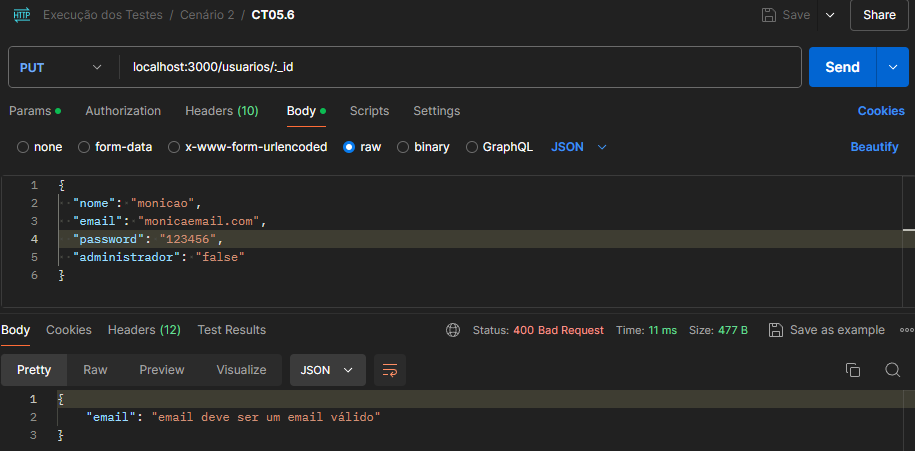 HTTP Execução dos Testes / Cenário 2 / CT05.6 Save Share
PUT localhost:3000/usuarios/:_id Send
Params Authorization Headers (10) Body Scripts Settings Cookies
none form-data x-www-form-urlencoded raw binary GraphQL JSON Beautify
1 {
2 "nome": "monicao",
3 "email": "monicaemail.com",
4 "password": "123456",
5 "administrador": "false"
6 }
Body Cookies Headers (12) Test Results Status: 400 Bad Request Time: 11 ms Size: 477 B Save as example
Pretty Raw Preview Visualize JSON
1 {
2 "email": "email deve ser um email válido"
3 }